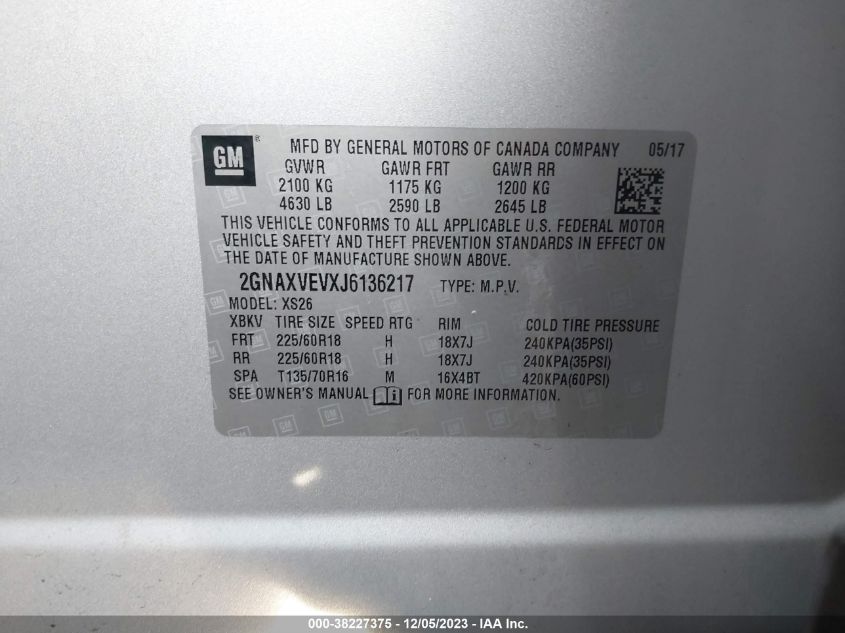 GM ® MFD BY GENERAL MOTORS OF CANADA COMPANY 05/17
GVWR GAWR FRT GAWR RR
2100 KG 1175 KG 1200 KG
4630 LB 2590 LB 2645 LB
THIS VEHICLE CONFORMS TO ALL APPLICABLE U.S. FEDERAL MOTOR
VEHICLE SAFETY AND THEFT PREVENTION STANDARDS IN EFFECT ON
THE DATE OF MANUFACTURE SHOWN ABOVE.
2GNAXVEVXJ6136217 TYPE: M.P.V.
MODEL: XS26
XBKV TIRE SIZE SPEED RTG RIM COLD TIRE PRESSURE
FRT 225/60R18 H 18X7J 240KPA(35PSI)
RR 225/60R18 H 18X7J 240KPA(35PSI)
SPA T135/70R16 M 16X4BT 420KPA(60PSI)
SEE OWNER'S MANUAL FOR MORE INFORMATION.
000-38227375 - 12/05/2023 - IAA Inc.